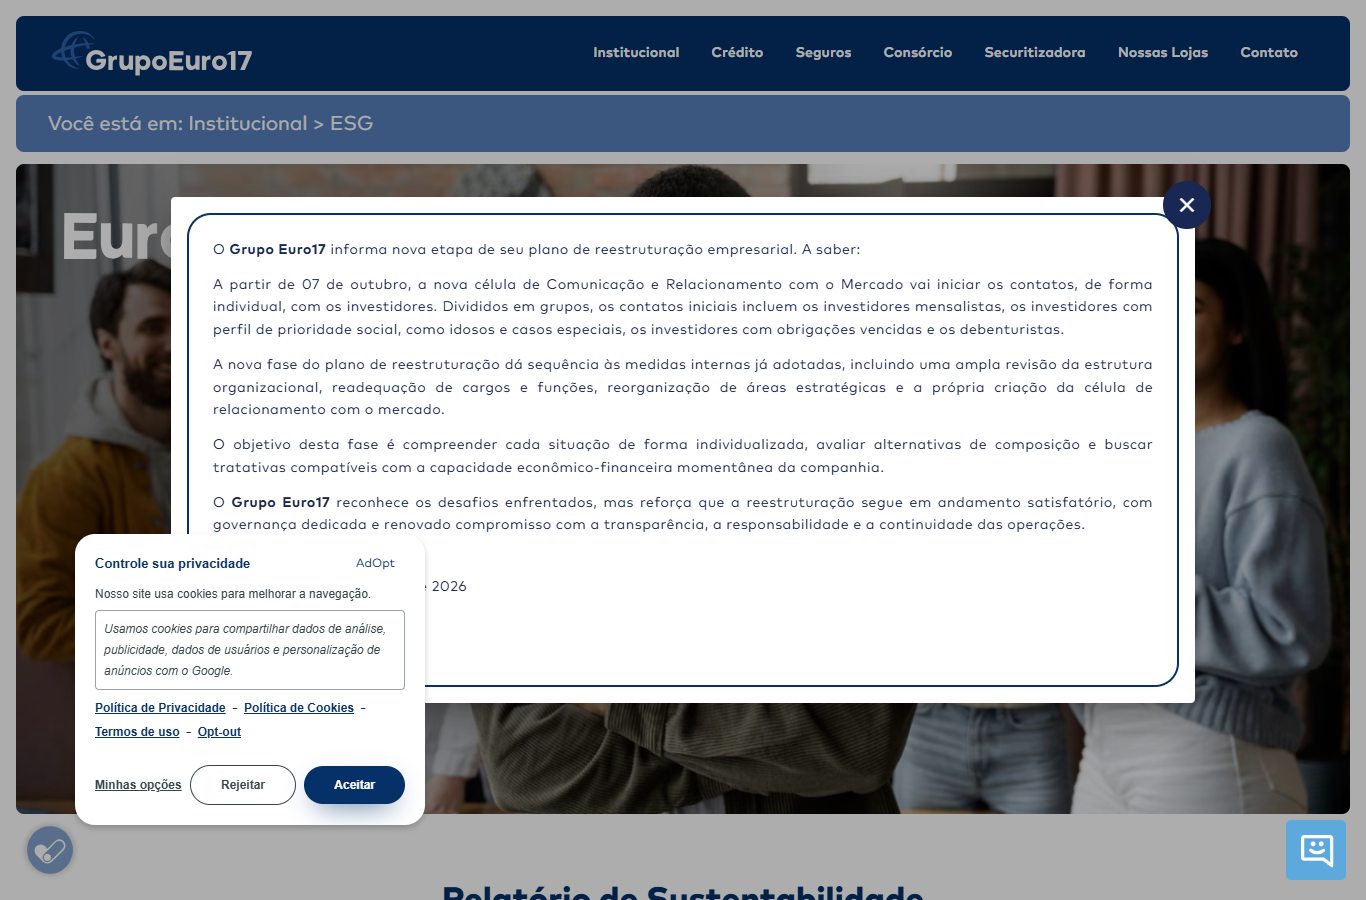 GrupoEuro17
Institucional Crédito Seguros Consórcio Securitizadora Nossas Lojas Contato
Você está em: Institucional > ESG
O Grupo Euro17 informa nova etapa de seu plano de reestruturação empresarial. A saber:
A partir de 07 de outubro, a nova célula de Comunicação e Relacionamento com o Mercado vai iniciar os contatos, de forma
individual, com os investidores. Divididos em grupos, os contatos iniciais incluem os investidores mensalistas, os investidores com
perfil de prioridade social, como idosos e casos especiais, os investidores com obrigações vencidas e os debenturistas.
A nova fase do plano de reestruturação dá sequência às medidas internas já adotadas, incluindo uma ampla revisão da estrutura
organizacional, readequação de cargos e funções, reorganização de áreas estratégicas e a própria criação da célula de
relacionamento com o mercado.
O objetivo desta fase é compreender cada situação de forma individualizada, avaliar alternativas de composição e buscar
tratativas compatíveis com a capacidade econômico-financeira momentânea da companhia.
O Grupo Euro17 reconhece os desafios enfrentados, mas reforça que a reestruturação segue em andamento satisfatório, com
governança dedicada e renovado compromisso com a transparência, a responsabilidade e a continuidade das operações.
2026
Controle sua privacidade AdOpt
Nosso site usa cookies para melhorar a navegação.
Usamos cookies para compartilhar dados de análise,
publicidade, dados de usuários e personalização de
anúncios com o Google.
Política de Privacidade - Política de Cookies -
Termos de uso - Opt-out
Minhas opções Rejeitar Aceitar
Relatório de Sustentabilidade